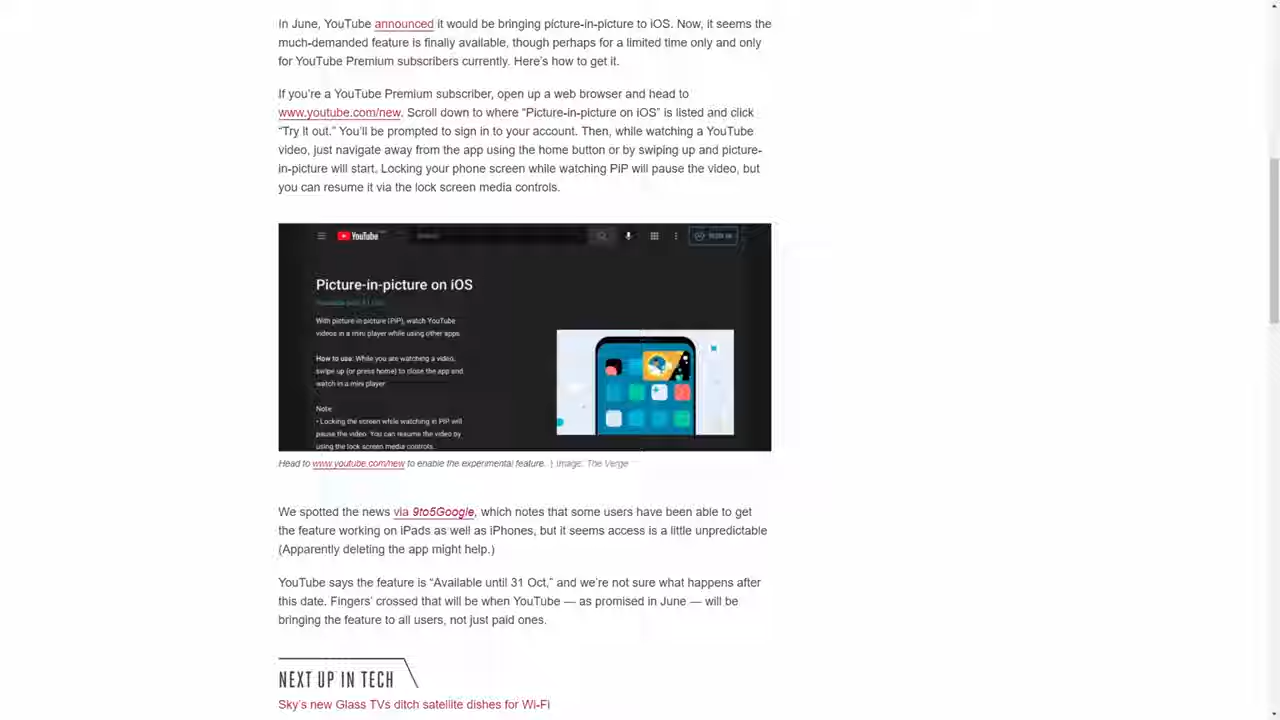 In June, YouTube announced it would be bringing picture-in-picture to iOS. Now, it seems the
much-demanded feature is finally available, though perhaps for a limited time only and only
for YouTube Premium subscribers currently. Here's how to get it.
If you're a YouTube Premium subscriber, open up a web browser and head to
www.youtube.com/new. Scroll down to where “Picture-in-picture on iOS” is listed and click
“Try it out.” You'll be prompted to sign in to your account. Then, while watching a YouTube
video, just navigate away from the app using the home button or by swiping up and picture-
in-picture will start. Locking your phone screen while watching PiP will pause the video, but
you can resume it via the lock screen media controls.
YouTube
SIGN IN
Picture-in-picture on iOS
With picture in picture (PiP), watch YouTube
videos in a mini player while using other apps
How to use: While you are watching a video,
swipe up (or press home) to close the app and
watch in a mini player
Note:
• Locking the screen while watching in PiP will
pause the video. You can resume the video by
using the lock screen media controls.
Head to www.youtube.com/new to enable the experimental feature. | Image: The Verge
We spotted the news via 9to5Google, which notes that some users have been able to get
the feature working on iPads as well as iPhones, but it seems access is a little unpredictable
(Apparently deleting the app might help.)
YouTube says the feature is “Available until 31 Oct,” and we're not sure what happens after
this date. Fingers' crossed that will be when YouTube — as promised in June — will be
bringing the feature to all users, not just paid ones.
NEXT UP IN TECH
Sky's new Glass TVs ditch satellite dishes for Wi-Fi